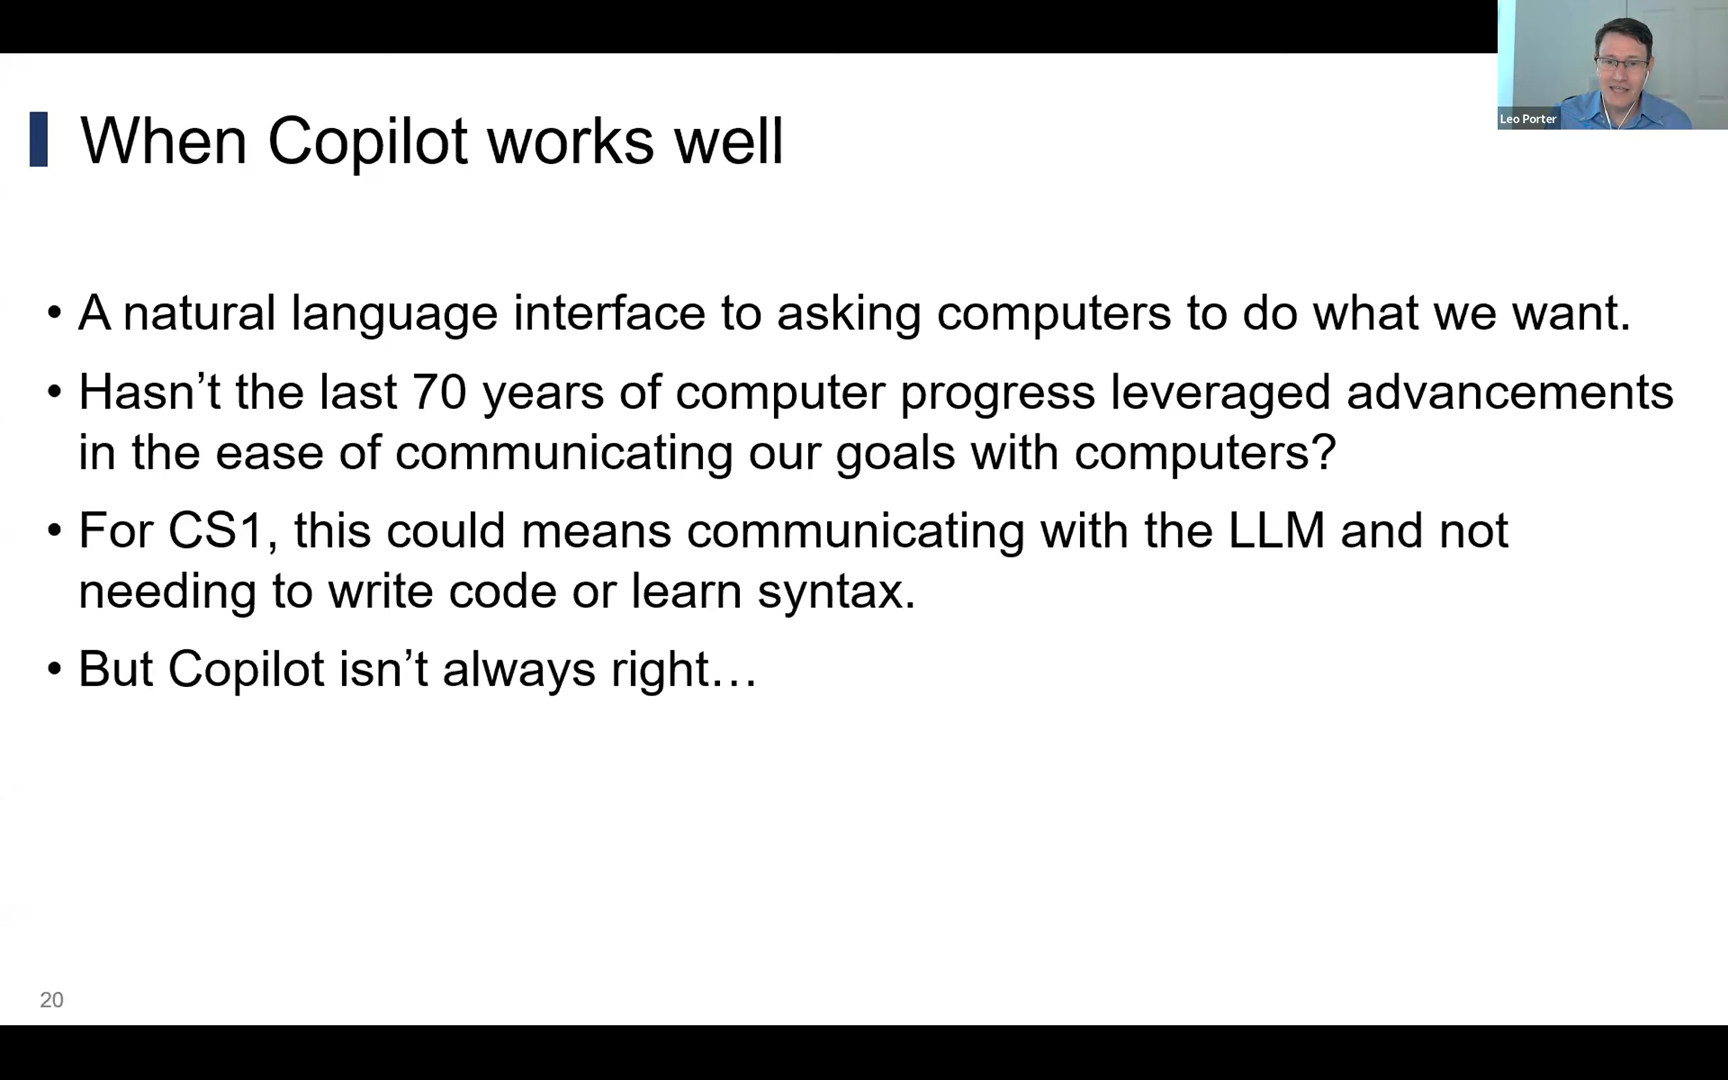 When Copilot works well
Leo Porter
• A natural language interface to asking computers to do what we want.
• Hasn’t the last 70 years of computer progress leveraged advancements
in the ease of communicating our goals with computers?
• For CS1, this could means communicating with the LLM and not
needing to write code or learn syntax.
• But Copilot isn’t always right…
20